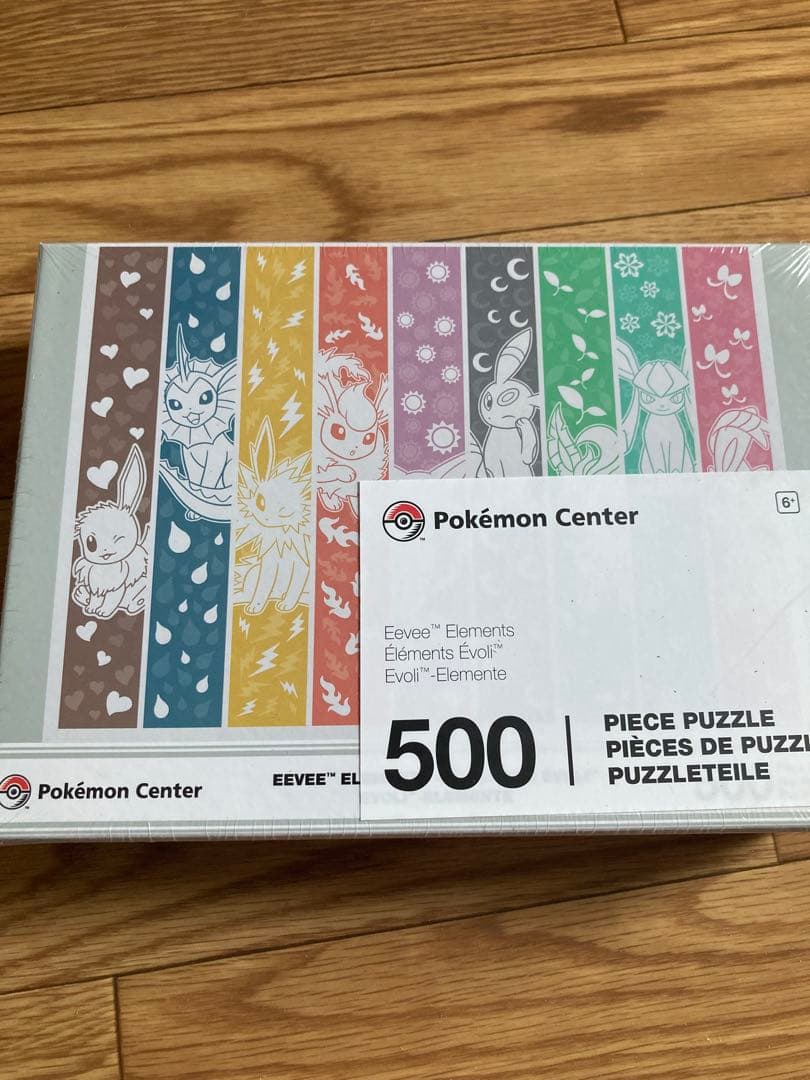 Pokémon Center
6+
Eevee™ Elements
Éléments Évoli™
Evoli™-Elemente
500
PIECE PUZZLE
PIÈCES DE PUZZL
PUZZLETEILE
Pokémon Center
EEVEE™ EL